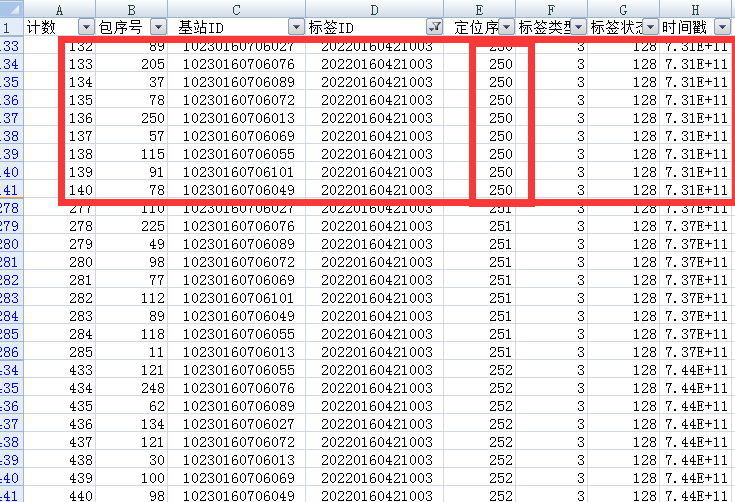 A B C D E F G H
1 计数 包序号 基站ID 标签ID 定位序 标签类型 标签状态 时间戳
133 132 89 10230160706027 20220160421003 250 3 128 7.31E+11
134 133 205 10230160706076 20220160421003 250 3 128 7.31E+11
135 134 37 10230160706089 20220160421003 250 3 128 7.31E+11
136 135 78 10230160706072 20220160421003 250 3 128 7.31E+11
137 136 250 10230160706013 20220160421003 250 3 128 7.31E+11
138 137 57 10230160706069 20220160421003 250 3 128 7.31E+11
139 138 115 10230160706055 20220160421003 250 3 128 7.31E+11
140 139 91 10230160706101 20220160421003 250 3 128 7.31E+11
141 140 78 10230160706049 20220160421003 250 3 128 7.31E+11
278 277 110 10230160706027 20220160421003 251 3 128 7.37E+11
279 278 225 10230160706076 20220160421003 251 3 128 7.37E+11
280 279 49 10230160706089 20220160421003 251 3 128 7.37E+11
281 280 98 10230160706072 20220160421003 251 3 128 7.37E+11
282 281 77 10230160706069 20220160421003 251 3 128 7.37E+11
283 282 112 10230160706101 20220160421003 251 3 128 7.37E+11
284 283 89 10230160706049 20220160421003 251 3 128 7.37E+11
285 284 118 10230160706055 20220160421003 251 3 128 7.37E+11
286 285 11 10230160706013 20220160421003 251 3 128 7.37E+11
434 433 121 10230160706055 20220160421003 252 3 128 7.44E+11
435 434 248 10230160706076 20220160421003 252 3 128 7.44E+11
436 435 62 10230160706089 20220160421003 252 3 128 7.44E+11
437 436 134 10230160706027 20220160421003 252 3 128 7.44E+11
438 437 121 10230160706072 20220160421003 252 3 128 7.44E+11
439 438 30 10230160706013 20220160421003 252 3 128 7.44E+11
440 439 100 10230160706069 20220160421003 252 3 128 7.44E+11
441 440 98 10230160706049 20220160421003 252 3 128 7.44E+11